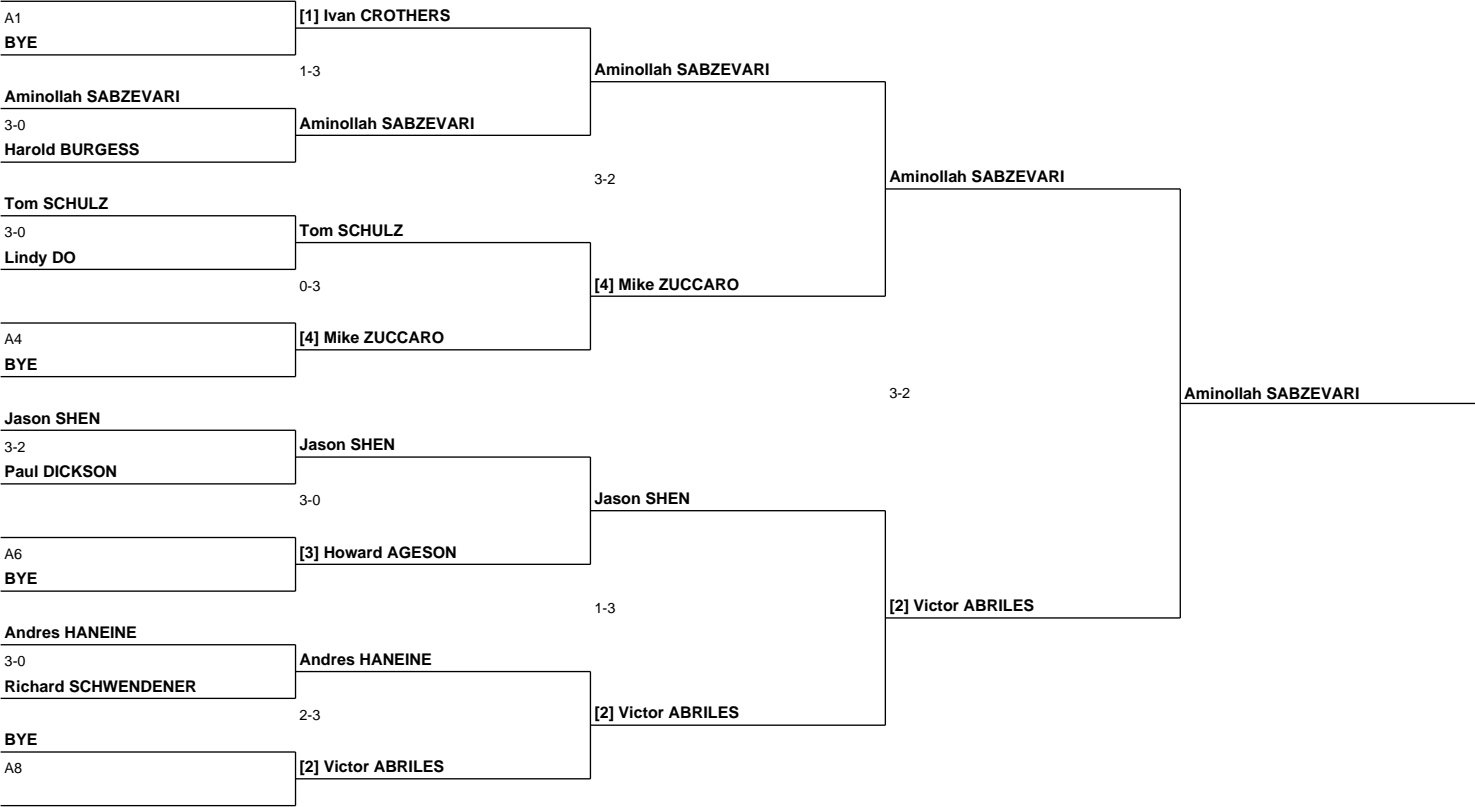 A1
BYE
Aminollah SABZEVARI
3-0
Harold BURGESS
Tom SCHULZ
3-0
Lindy DO
A4
BYE
Jason SHEN
3-2
Paul DICKSON
A6
BYE
Andres HANEINE
3-0
Richard SCHWENDENER
BYE
A8
[1] Ivan CROTHERS
1-3
Aminollah SABZEVARI
Tom SCHULZ
0-3
[4] Mike ZUCCARO
Jason SHEN
3-0
[3] Howard AGESON
Andres HANEINE
2-3
[2] Victor ABRILES
Aminollah SABZEVARI
3-2
[4] Mike ZUCCARO
Jason SHEN
1-3
[2] Victor ABRILES
Aminollah SABZEVARI
3-2
[2] Victor ABRILES
Aminollah SABZEVARI